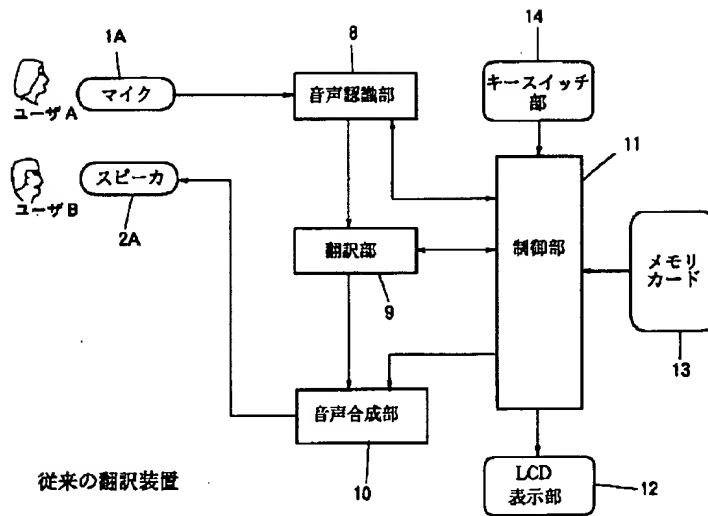 1A
8
14
マイク
音声認識部
キースイッチ
部
ユーザA
11
スピーカ
ユーザB
2A
翻訳部
制御部
メモリ
カード
9
13
音声合成部
10
従来の翻訳装置
LCD
表示部
12